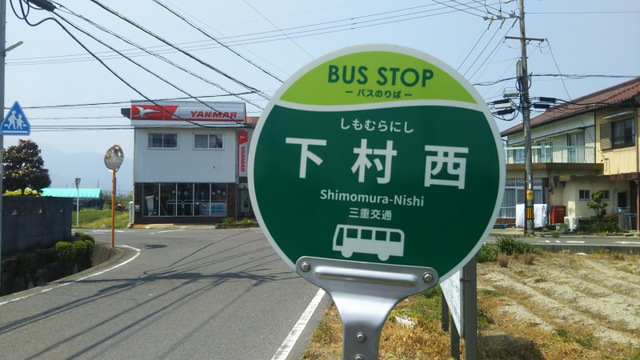 BUS STOP
ー バスのりば ー
しもむらにし
下村西
Shimomura-Nishi
三重交通
YANMAR
YANMAR